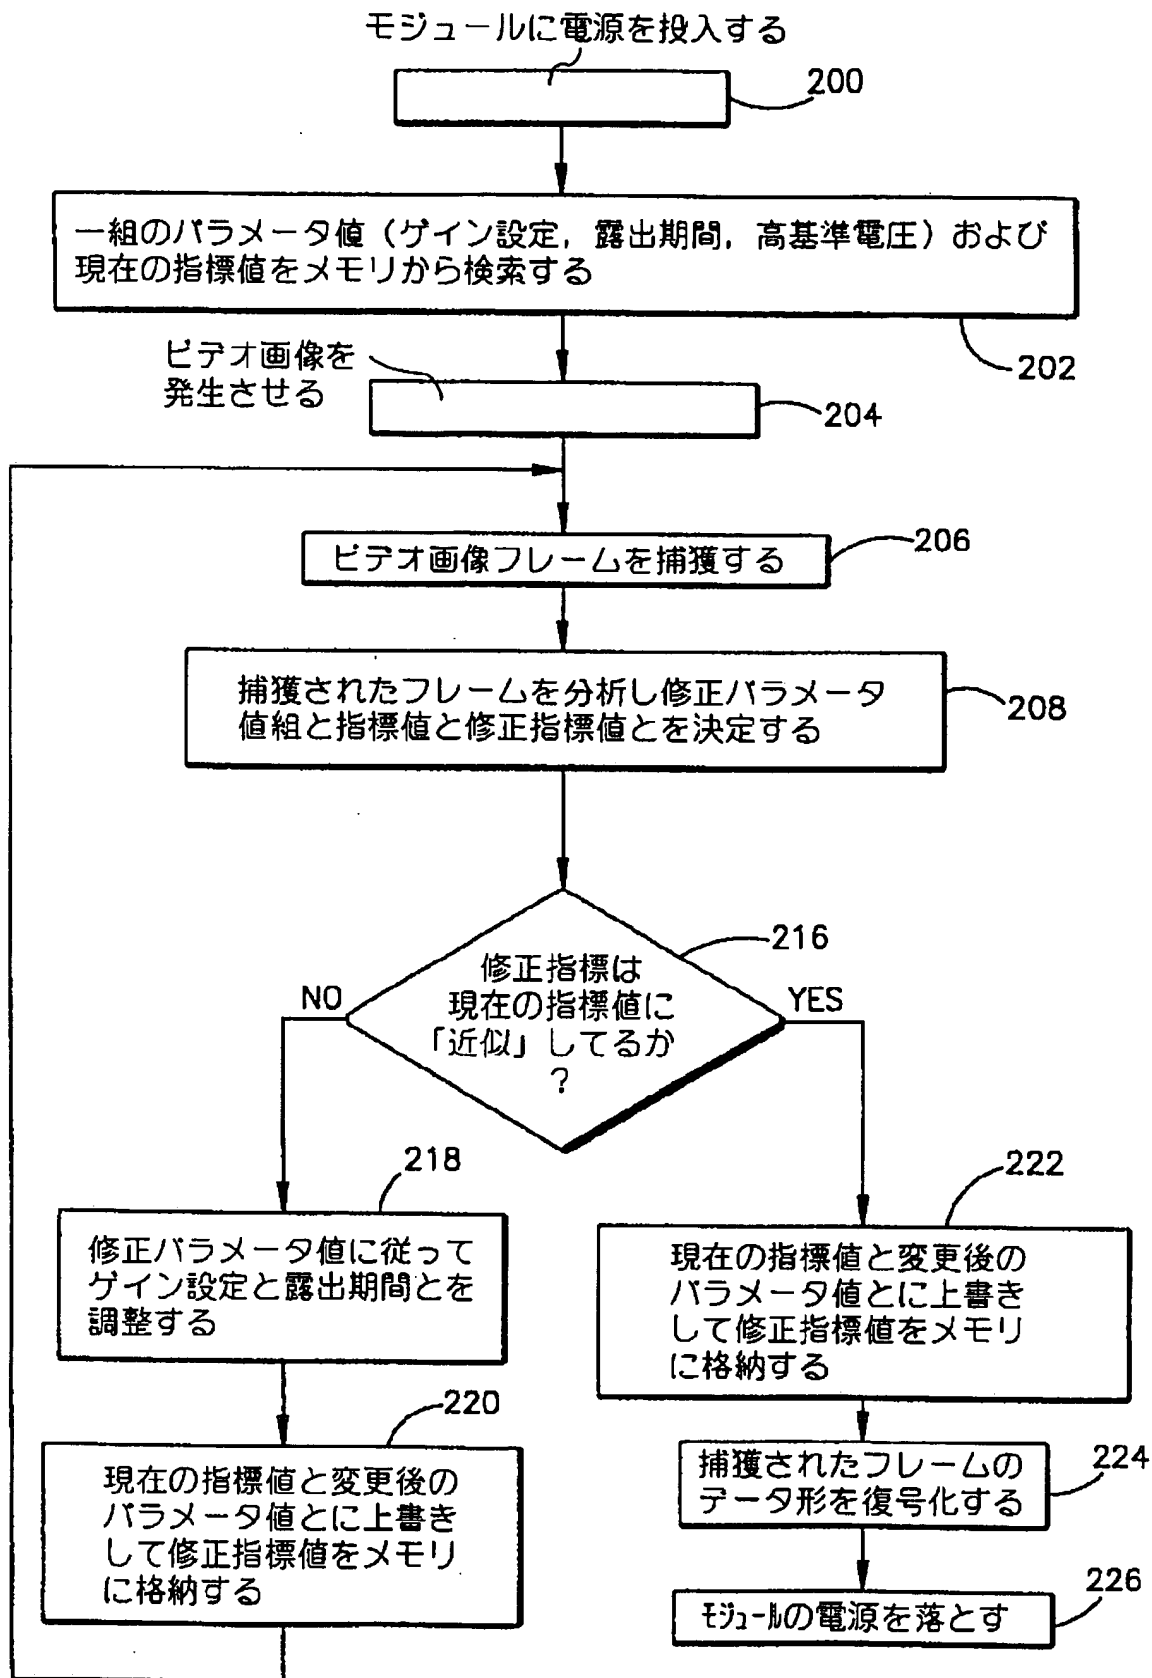 モジュールに電源を投入する
200
一組のパラメータ値（ゲイン設定，露出期間，高基準電圧）および
現在の指標値をメモリから検索する
202
ビデオ画像を
発生させる
204
ビデオ画像フレームを捕獲する
206
捕獲されたフレームを分析し修正パラメータ
値組と指標値と修正指標値とを決定する
208
216
修正指標は
現在の指標値に
「近似」してるか
？
NO
YES
218
修正パラメータ値に従って
ゲイン設定と露出期間とを
調整する
222
現在の指標値と変更後の
パラメータ値とに上書き
して修正指標値をメモリ
に格納する
220
現在の指標値と変更後の
パラメータ値とに上書き
して修正指標値をメモリ
に格納する
捕獲されたフレームの
データ形を復号化する
224
モジュールの電源を落とす
226